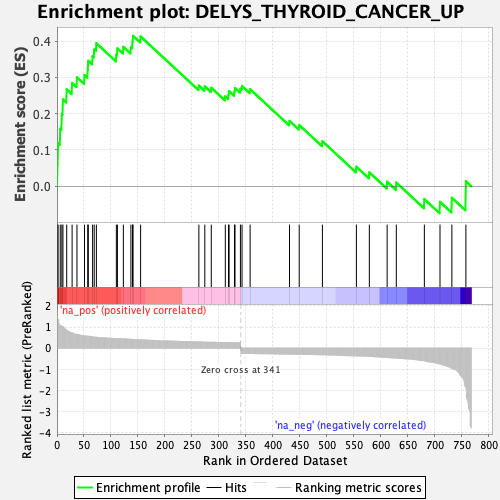 Enrichment plot: DELYS_THYROID_CANCER_UP
Enrichment score (ES)
0.4
0.3
0.2
0.1
0.0
'na_pos' (positively correlated)
Ranked list metric (PreRanked)
2
1
0
-1
-2
-3
-4
Zero cross at 341
'na_neg' (negatively correlated)
0 50 100 150 200 250 300 350 400 450 500 550 600 650 700 750 800
Rank in Ordered Dataset
Enrichment profile Hits Ranking metric scores